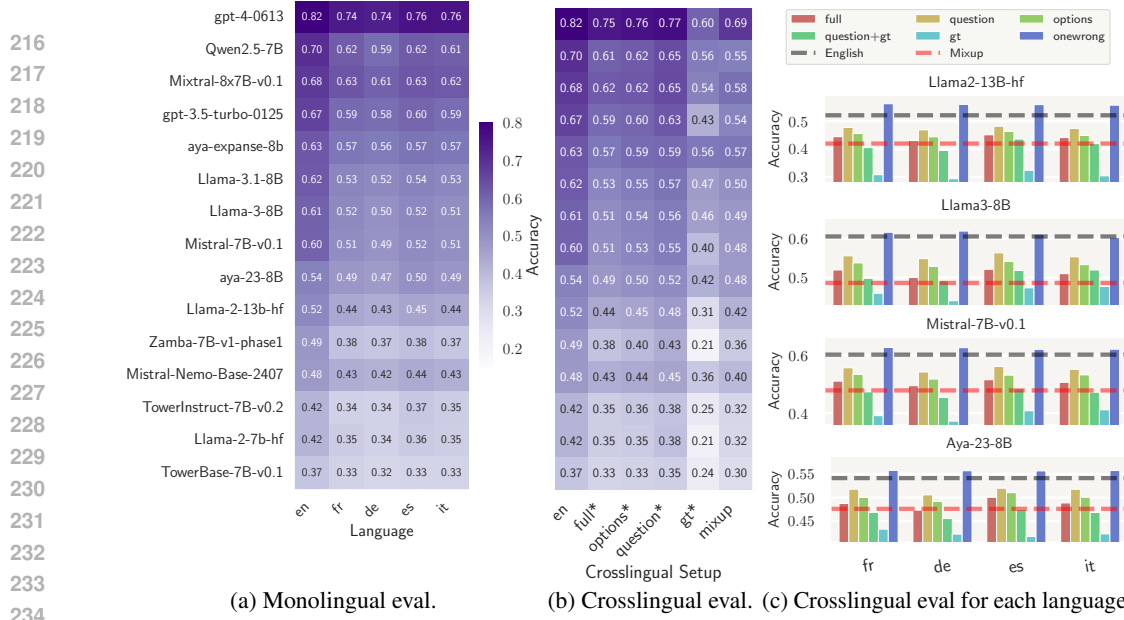 216
217
218
219
220
221
222
223
224
225
226
227
228
229
230
231
232
233
234
gpt-4-0613 0.82 0.74 0.74 0.76 0.76
Qwen2.5-7B 0.70 0.62 0.59 0.62 0.61
Mixtral-8x7B-v0.1 0.68 0.63 0.61 0.63 0.62
gpt-3.5-turbo-0125 0.67 0.59 0.58 0.60 0.59
aya-expanse-8b 0.63 0.57 0.56 0.57 0.57
Llama-3.1-8B 0.62 0.53 0.52 0.54 0.53
Llama-3-8B 0.61 0.52 0.50 0.52 0.51
Mistral-7B-v0.1 0.60 0.51 0.49 0.52 0.51
aya-23-8B 0.54 0.49 0.47 0.50 0.49
Llama-2-13b-hf 0.52 0.44 0.43 0.45 0.44
Zamba-7B-v1-phase1 0.49 0.38 0.37 0.38 0.37
Mistral-Nemo-Base-2407 0.48 0.43 0.42 0.44 0.43
TowerInstruct-7B-v0.2 0.42 0.34 0.34 0.37 0.35
Llama-2-7b-hf 0.42 0.35 0.34 0.36 0.35
TowerBase-7B-v0.1 0.37 0.33 0.32 0.33 0.33
en fr de es it
Language
0.8
0.7
0.6
0.5
0.4
0.3
0.2
Accuracy
0.82 0.75 0.76 0.77 0.60 0.69
0.70 0.61 0.62 0.65 0.56 0.55
0.68 0.62 0.62 0.65 0.54 0.58
0.67 0.59 0.60 0.63 0.43 0.54
0.63 0.57 0.59 0.59 0.56 0.57
0.62 0.53 0.55 0.57 0.47 0.50
0.61 0.51 0.54 0.56 0.46 0.49
0.60 0.51 0.53 0.55 0.40 0.48
0.54 0.49 0.50 0.52 0.42 0.48
0.52 0.44 0.45 0.48 0.31 0.42
0.49 0.38 0.40 0.43 0.21 0.36
0.48 0.43 0.44 0.45 0.36 0.40
0.42 0.35 0.36 0.38 0.25 0.32
0.42 0.35 0.35 0.38 0.21 0.32
0.37 0.33 0.33 0.35 0.24 0.30
en full* options* question* gt* mixup
Crosslingual Setup
full question options
question+gt gt onewrong
English Mixup
Llama2-13B-hf
Accuracy
0.5
0.4
0.3
Llama3-8B
Accuracy
0.6
0.5
Mistral-7B-v0.1
Accuracy
0.6
0.4
Aya-23-8B
Accuracy
0.55
0.50
0.45
fr de es it
(a) Monolingual eval. (b) Crosslingual eval. (c) Crosslingual eval for each language